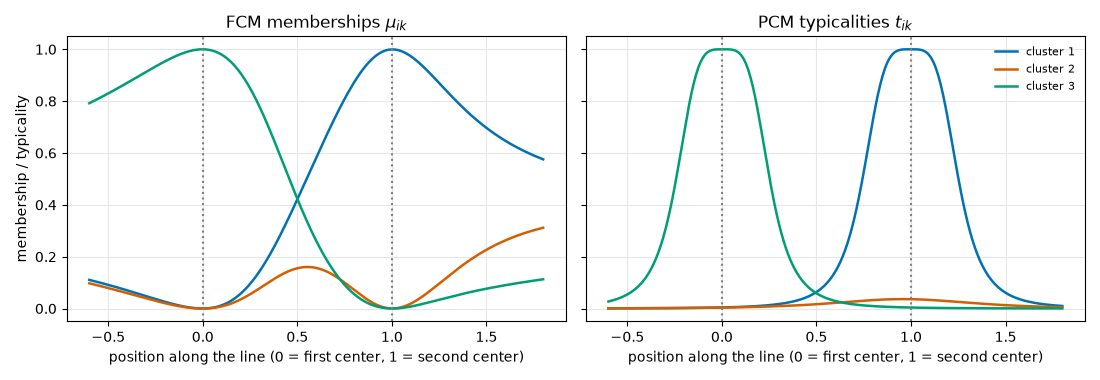 FCM memberships μ_ik
PCM typicalities t_ik
membership / typicality
1.0
0.8
0.6
0.4
0.2
0.0
cluster 1
cluster 2
cluster 3
−0.5 0.0 0.5 1.0 1.5
−0.5 0.0 0.5 1.0 1.5
position along the line (0 = first center, 1 = second center)
position along the line (0 = first center, 1 = second center)